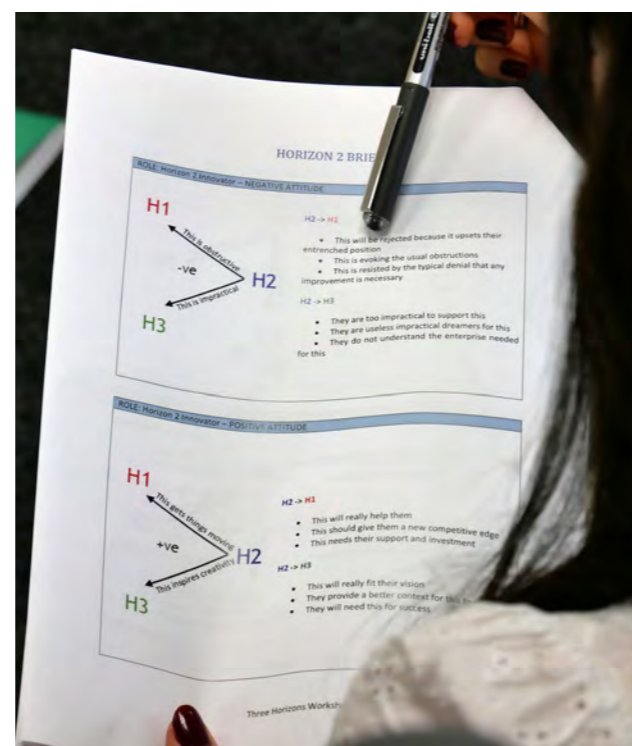 HORIZON 2 BRIE
ROLE: Horizon 2 Innovator – NEGATIVE ATTITUDE
H1
This is obstructive
-ve
H2
This is impractical
H3
H2 -> H1
• This will be rejected because it upsets their
entrenched position
• This is evoking the usual obstructions
• This is resisted by the typical denial that any
improvement is necessary
H2 -> H3
• They are too impractical to support this
• They are useless impractical dreamers for this
• They do not understand the enterprise needed
for this
ROLE: Horizon 2 Innovator – POSITIVE ATTITUDE
H1
This gets things moving
+ve
H2
This inspires creativity
H3
H2 -> H1
• This will really help them
• This should give them a new competitive edge
• This needs their support and investment
H2 -> H3
• This will really fit their vision
• They provide a better context for this
• They will need this for success
Three Horizons Worksh
uni-ball